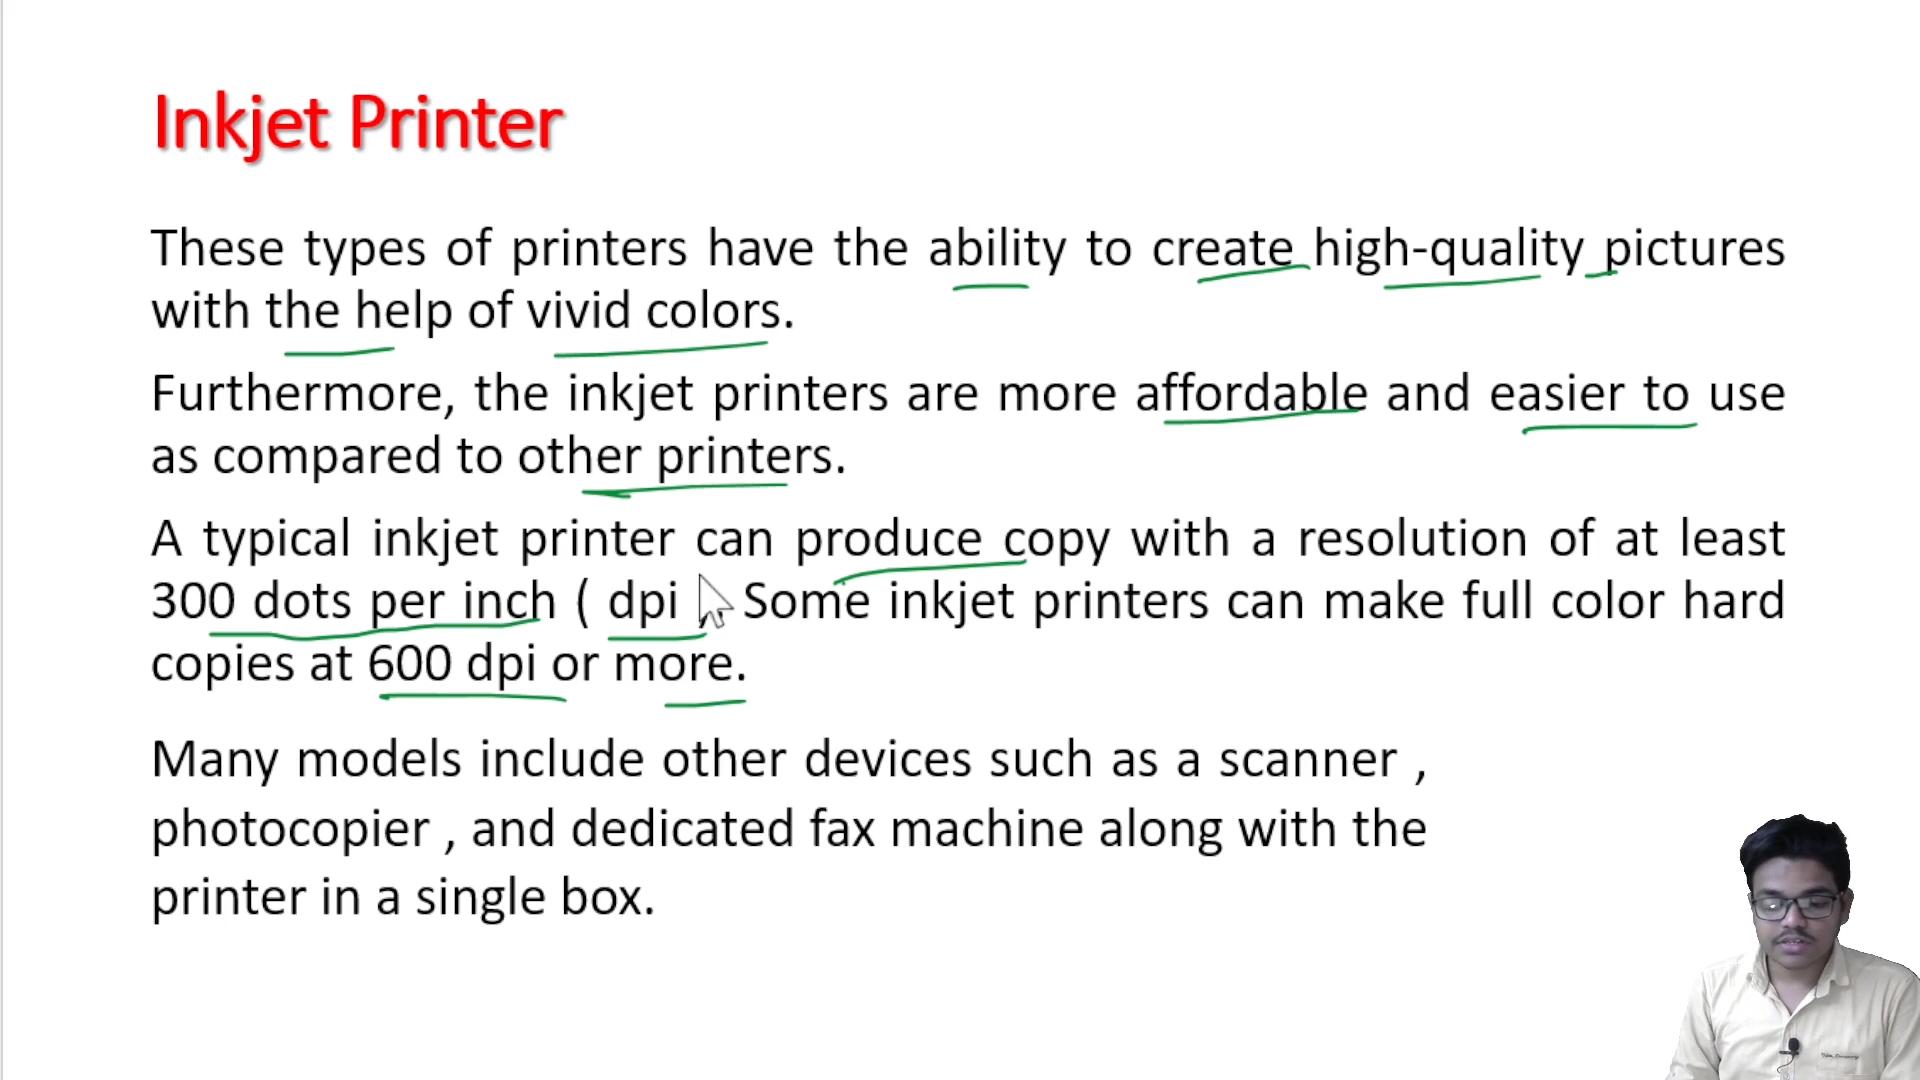 Inkjet Printer
These types of printers have the ability to create high-quality pictures
with the help of vivid colors.
Furthermore, the inkjet printers are more affordable and easier to use
as compared to other printers.
A typical inkjet printer can produce copy with a resolution of at least
300 dots per inch ( dpi ) Some inkjet printers can make full color hard
copies at 600 dpi or more.
Many models include other devices such as a scanner ,
photocopier , and dedicated fax machine along with the
printer in a single box.